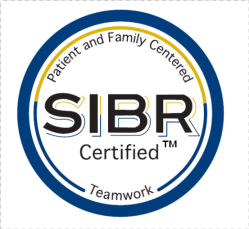 Patient and Family Centered
SIBR
Certified™
Teamwork